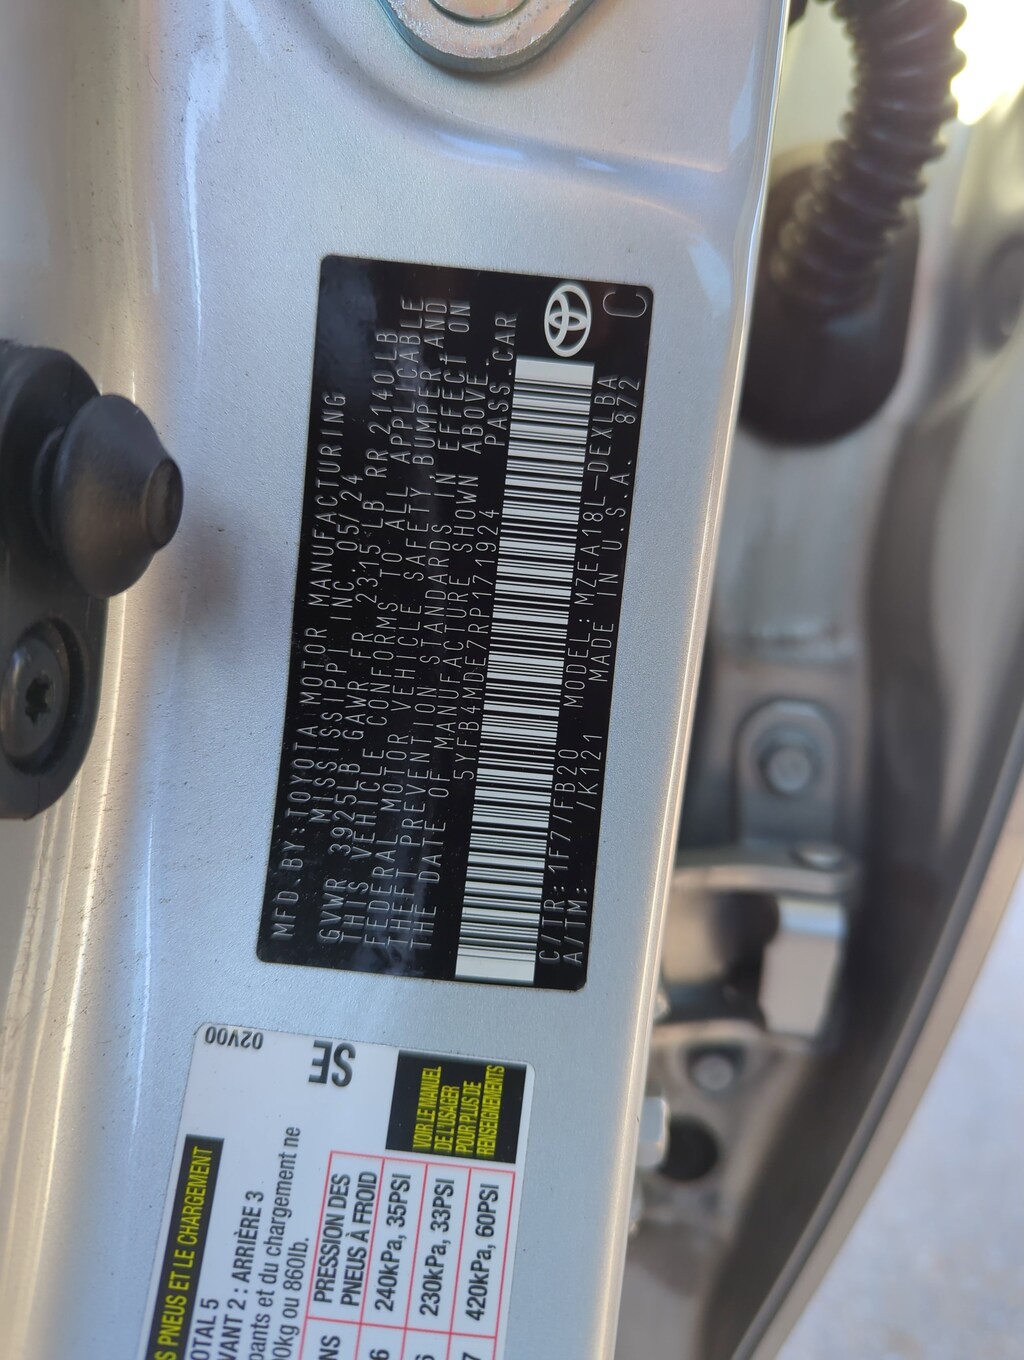 MFD.BY:TOYOTA MOTOR MANUFACTURING
MISSISSIPPI INC. 05/24
GVWR 3925LB GAWR FR 2315LB RR 2140LB
THIS VEHICLE CONFORMS TO ALL APPLICABLE
FEDERAL MOTOR VEHICLE SAFETY, BUMPER, AND
THEFT PREVENTION STANDARDS IN EFFECT ON
THE DATE OF MANUFACTURE SHOWN ABOVE.
5YFB4MDE7RP171924 PASS.CAR
C/TR:1F7/FB20 MODEL:MZEA18L-DEXLBA
A/TM: /K121 MADE IN U.S.A. 872
C
02V00
SE
S PNEUS ET LE CHARGEMENT
OTAL 5
VANT 2 : ARRIÈRE 3
pants et du chargement ne
00kg ou 860lb.
NS
PRESSION DES
PNEUS À FROID
240kPa, 35PSI
230kPa, 33PSI
420kPa, 60PSI
VOIR LE MANUEL
DE L'USAGER
POUR PLUS DE
RENSEIGNEMENTS